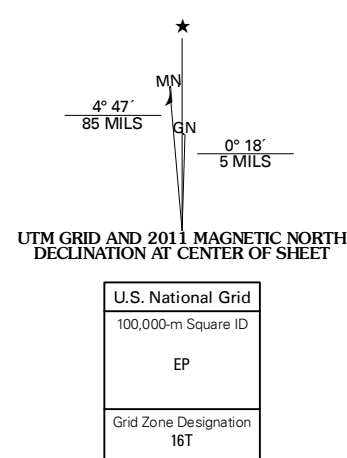 ★
MN
4° 47´
85 MILS
GN
0° 18´
5 MILS
UTM GRID AND 2011 MAGNETIC NORTH
DECLINATION AT CENTER OF SHEET
U.S. National Grid
100,000-m Square ID
EP
Grid Zone Designation
16T